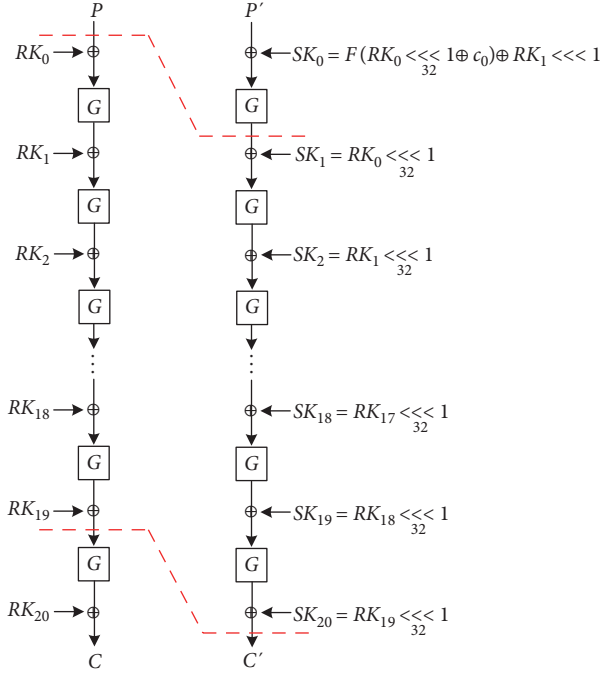 P P′
RK₀ ⊕ ⊕ SK₀ = F(RK₀ <<< 1⊕ c₀) ⊕ RK₁ <<< 1
32
G G
RK₁ ⊕ ⊕ SK₁ = RK₀ <<< 1
32
G G
RK₂ ⊕ ⊕ SK₂ = RK₁ <<< 1
32
G G
⋮ ⋮
RK₁₈ ⊕ ⊕ SK₁₈ = RK₁₇ <<< 1
32
G G
RK₁₉ ⊕ ⊕ SK₁₉ = RK₁₈ <<< 1
32
G G
RK₂₀ ⊕ ⊕ SK₂₀ = RK₁₉ <<< 1
32
C C′